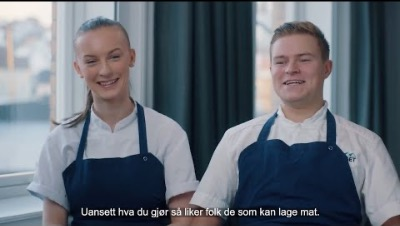 Uansett hva du gjør så liker folk de som kan lage mat.